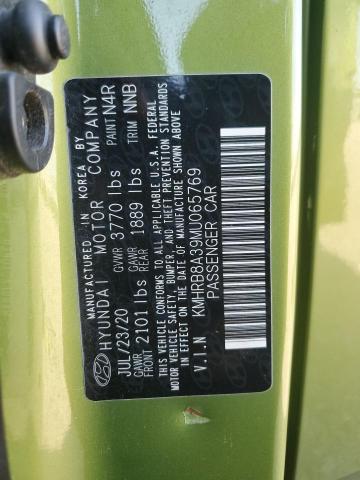 MANUFACTURED IN KOREA BY
HYUNDAI MOTOR COMPANY
JUL/23/20 GVWR 3770 lbs PAINT N4R
GAWR FRONT 2101 lbs GAWR REAR 1889 lbs TRIM NNB
THIS VEHICLE CONFORMS TO ALL APPLICABLE U.S.A. FEDERAL
MOTOR VEHICLE SAFETY, BUMPER, AND THEFT PREVENTION
STANDARDS IN EFFECT ON THE DATE OF MANUFACTURE SHOWN ABOVE.
V.I.N KMHRB8A39MU065769
PASSENGER CAR